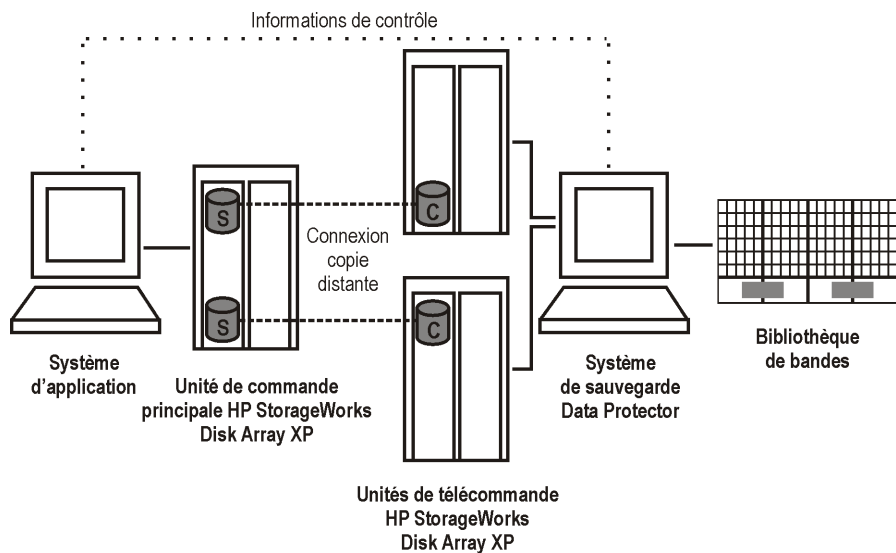 Informations de contrôle
S
C
Connexion
copie
distante
S
C
Système
d'application
Unité de commande
principale HP StorageWorks
Disk Array XP
Unités de télécommande
HP StorageWorks
Disk Array XP
Système
de sauvegarde
Data Protector
Bibliothèque
de bandes